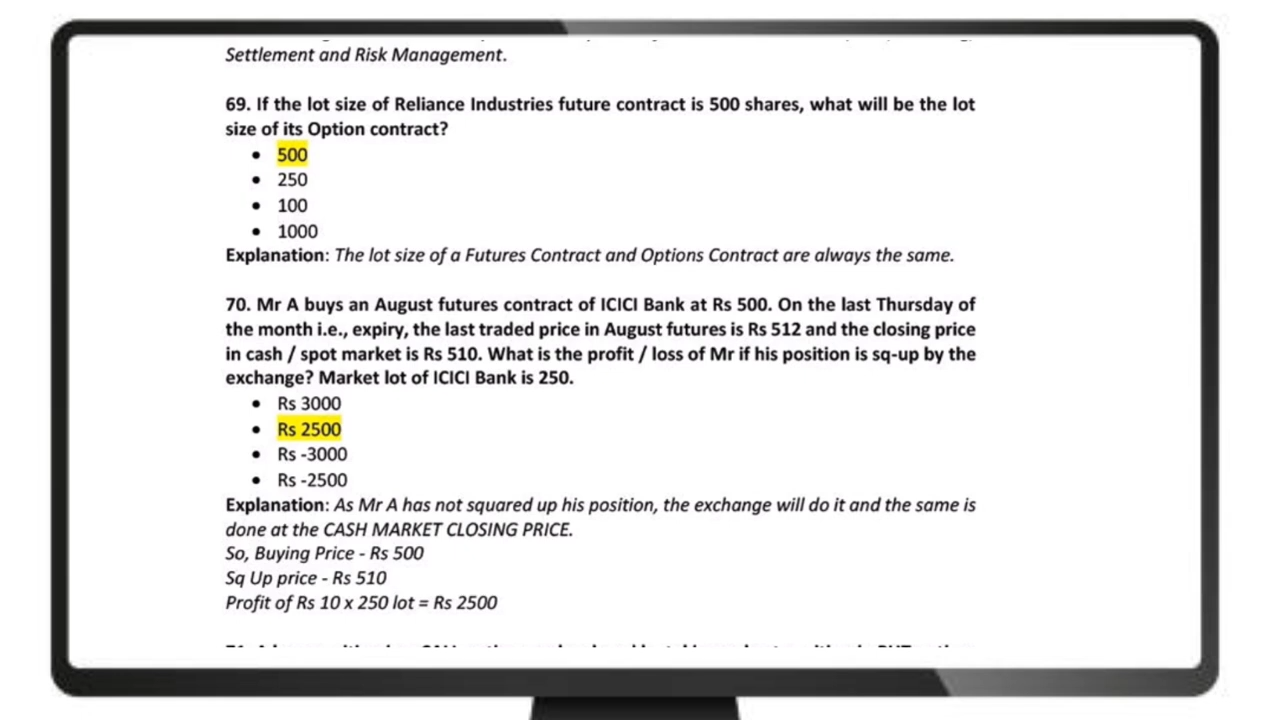 Settlement and Risk Management.
69. If the lot size of Reliance Industries future contract is 500 shares, what will be the lot
size of its Option contract?
• 500
• 250
• 100
• 1000
Explanation: The lot size of a Futures Contract and Options Contract are always the same.
70. Mr A buys an August futures contract of ICICI Bank at Rs 500. On the last Thursday of
the month i.e., expiry, the last traded price in August futures is Rs 512 and the closing price
in cash / spot market is Rs 510. What is the profit / loss of Mr if his position is sq-up by the
exchange? Market lot of ICICI Bank is 250.
• Rs 3000
• Rs 2500
• Rs -3000
• Rs -2500
Explanation: As Mr A has not squared up his position, the exchange will do it and the same is
done at the CASH MARKET CLOSING PRICE.
So, Buying Price - Rs 500
Sq Up price - Rs 510
Profit of Rs 10 x 250 lot = Rs 2500